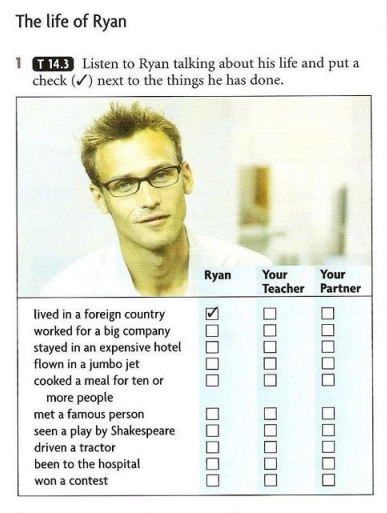 The life of Ryan
1 T 14.3 Listen to Ryan talking about his life and put a
check (✓) next to the things he has done.
Ryan Your Your
Teacher Partner
lived in a foreign country ✓
worked for a big company
stayed in an expensive hotel
flown in a jumbo jet
cooked a meal for ten or
more people
met a famous person
seen a play by Shakespeare
driven a tractor
been to the hospital
won a contest